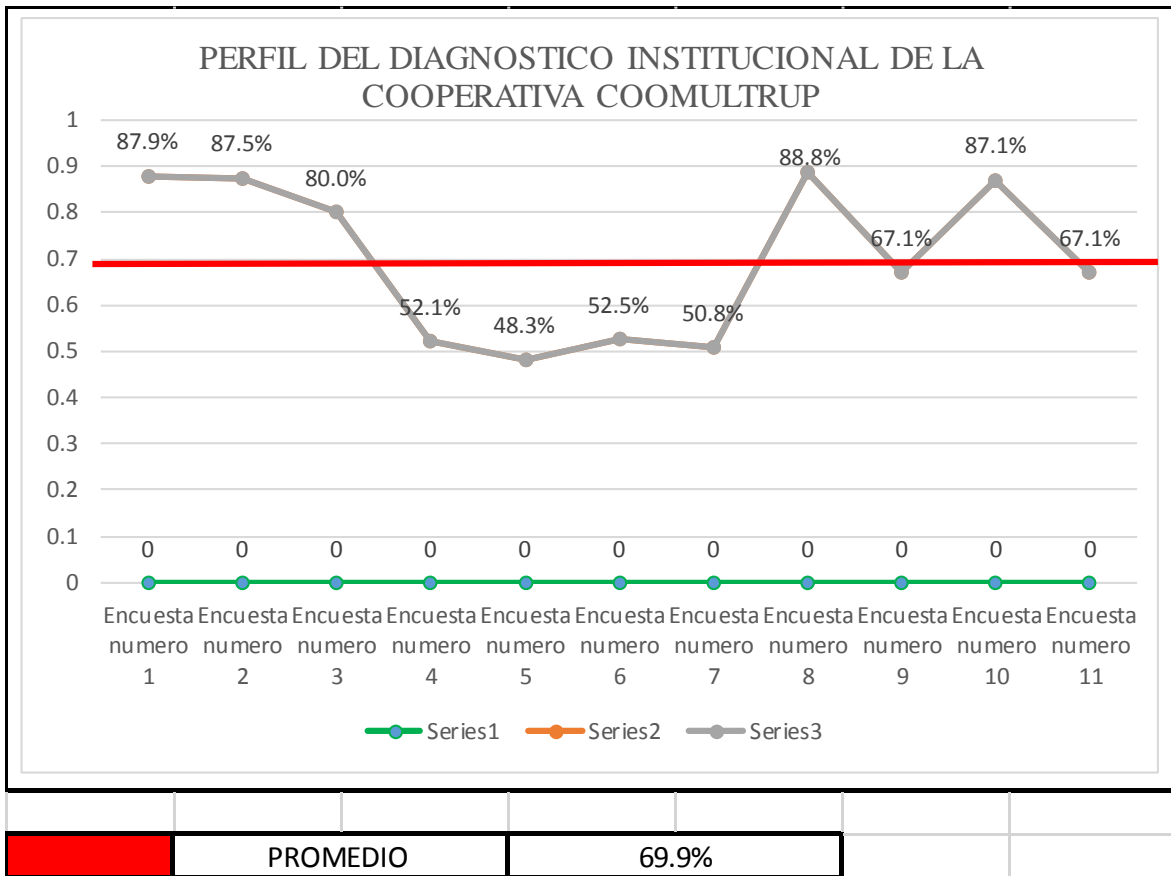 PERFIL DEL DIAGNOSTICO INSTITUCIONAL DE LA
COOPERATIVA COOMULTRUP
1
0.9
0.8
0.7
0.6
0.5
0.4
0.3
0.2
0.1
0
87.9%
87.5%
80.0%
52.1%
48.3%
52.5%
50.8%
88.8%
67.1%
87.1%
67.1%
0 0 0 0 0 0 0 0 0 0 0
Encuesta Encuesta Encuesta Encuesta Encuesta Encuesta Encuesta Encuesta Encuesta Encuesta Encuesta
numero numero numero numero numero numero numero numero numero numero numero
1 2 3 4 5 6 7 8 9 10 11
Series1 Series2 Series3
PROMEDIO 69.9%